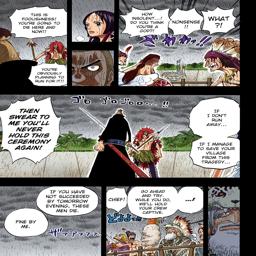 THIS IS
FOOLISHNESS!
YOU'RE GOING
TO DIE HERE
AND
NOW!!
YOU'RE
OBVIOUSLY
PLANNING TO
RUN FOR IT!!
HOW
INSOLENT...!
DO YOU THINK
YOU'RE A
GOD?!
NONSENSE
!!
WHAT
?!
THEN
SWEAR TO
ME YOU'LL
NEVER
HOLD THIS
CEREMONY
AGAIN!
IF I
DON'T RUN
AWAY...
IF I MANAGE
TO SAVE YOUR
VILLAGE
FROM THIS
TRAGEDY...
FINE BY
ME.
IF YOU HAVE
NOT SUCCEEDED
BY TOMORROW
EVENING, THESE
MEN DIE.
CHIEF!
GO AHEAD
AND TRY.
WHILE YOU
DO, WE'LL
HOLD YOUR
CREW
CAPTIVE.
...!